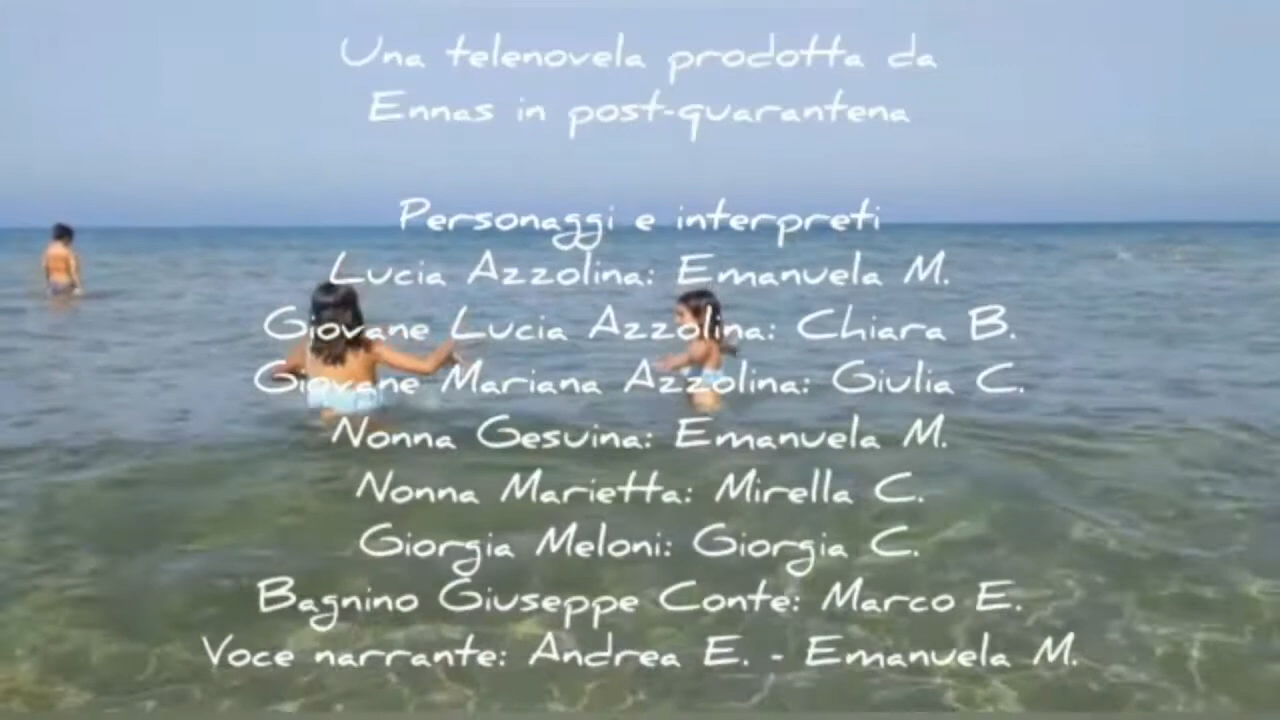 Una telenovela prodotta da
Ennas in post-quarantena
Personaggi e interpreti
Lucia Azzolina: Emanuela M.
Giovane Lucia Azzolina: Chiara B.
Giovane Mariana Azzolina: Giulia C.
Nonna Gesuina: Emanuela M.
Nonna Marietta: Mirella C.
Giorgia Meloni: Giorgia C.
Bagnino Giuseppe Conte: Marco E.
Voce narrante: Andrea E. - Emanuela M.